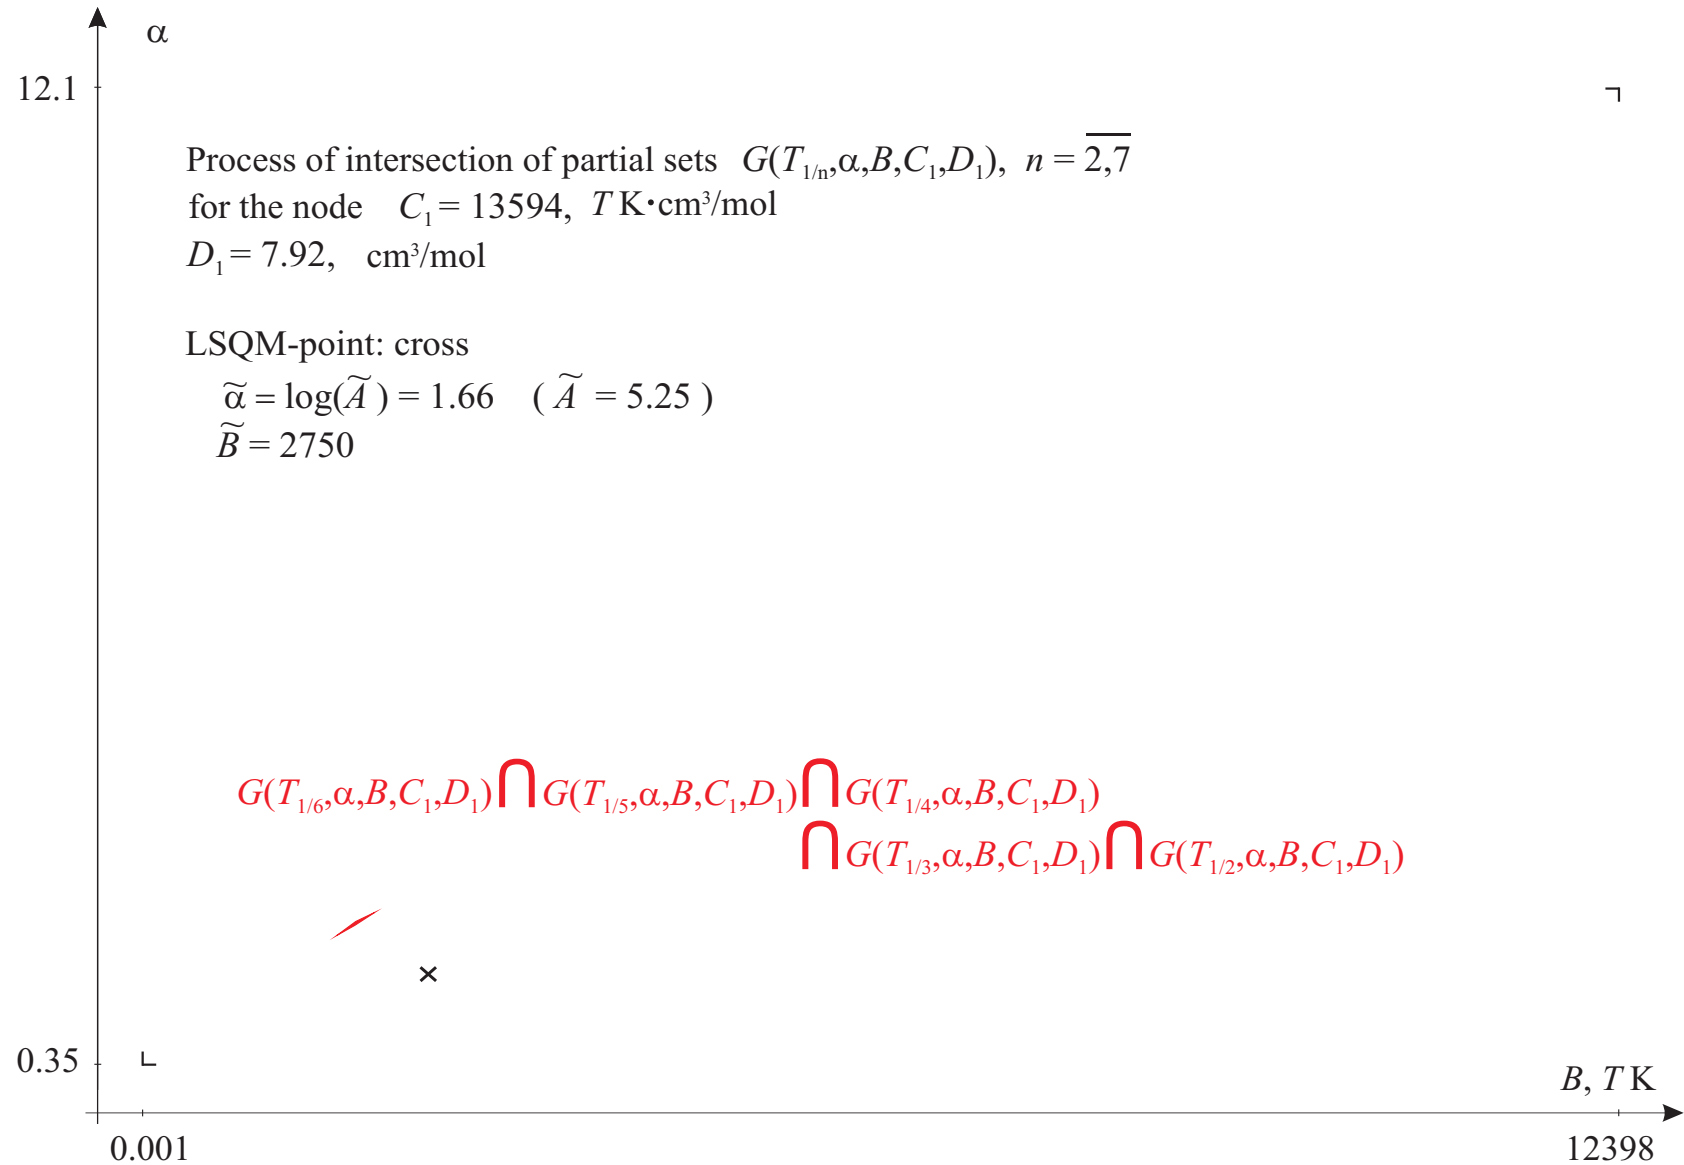 α
12.1
Process of intersection of partial sets G(T₁/ₙ,α,B,C₁,D₁), n = 2,7
for the node C₁ = 13594, T K·cm³/mol
D₁ = 7.92, cm³/mol
LSQM-point: cross
α̃ = log(Ã) = 1.66 ( Ã = 5.25 )
B̃ = 2750
G(T₁/₆,α,B,C₁,D₁)⋂G(T₁/₅,α,B,C₁,D₁)⋂G(T₁/₄,α,B,C₁,D₁)
⋂G(T₁/₃,α,B,C₁,D₁)⋂G(T₁/₂,α,B,C₁,D₁)
0.35
B, T K
0.001 12398